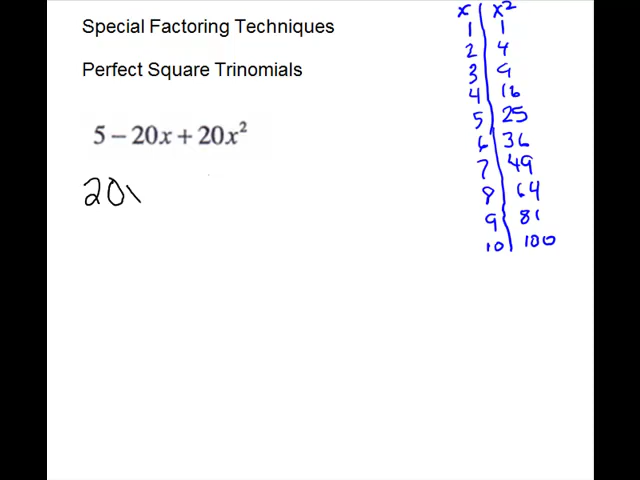 Special Factoring Techniques
Perfect Square Trinomials
5 − 20x + 20x²
20
x | x²
1 | 1
2 | 4
3 | 9
4 | 16
5 | 25
6 | 36
7 | 49
8 | 64
9 | 81
10 | 100